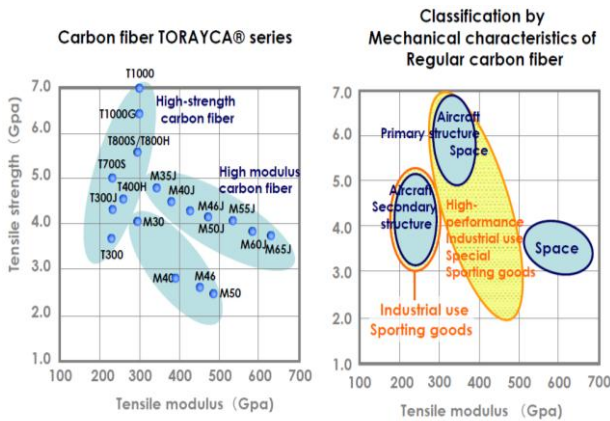 Carbon fiber TORAYCA® series
Tensile strength (Gpa)
7.0
6.0
5.0
4.0
3.0
2.0
1.0
T1000
T1000G
High-strength
carbon fiber
T800S/T800H
T700S
T400H
T300J
T300
M35J
M40J
High modulus
carbon fiber
M30
M46J
M50J
M55J
M60J
M65J
M40
M46
M50
100 200 300 400 500 600 700
Tensile modulus (Gpa)
Classification by
Mechanical characteristics of
Regular carbon fiber
Tensile strength (Gpa)
7.0
6.0
5.0
4.0
3.0
2.0
1.0
Aircraft
Primary structure
Space
Aircraft
Secondary
structure
High-
performance
Industrial use
Special
Sporting goods
Space
Industrial use
Sporting goods
100 200 300 400 500 600 700
Tensile modulus (Gpa)